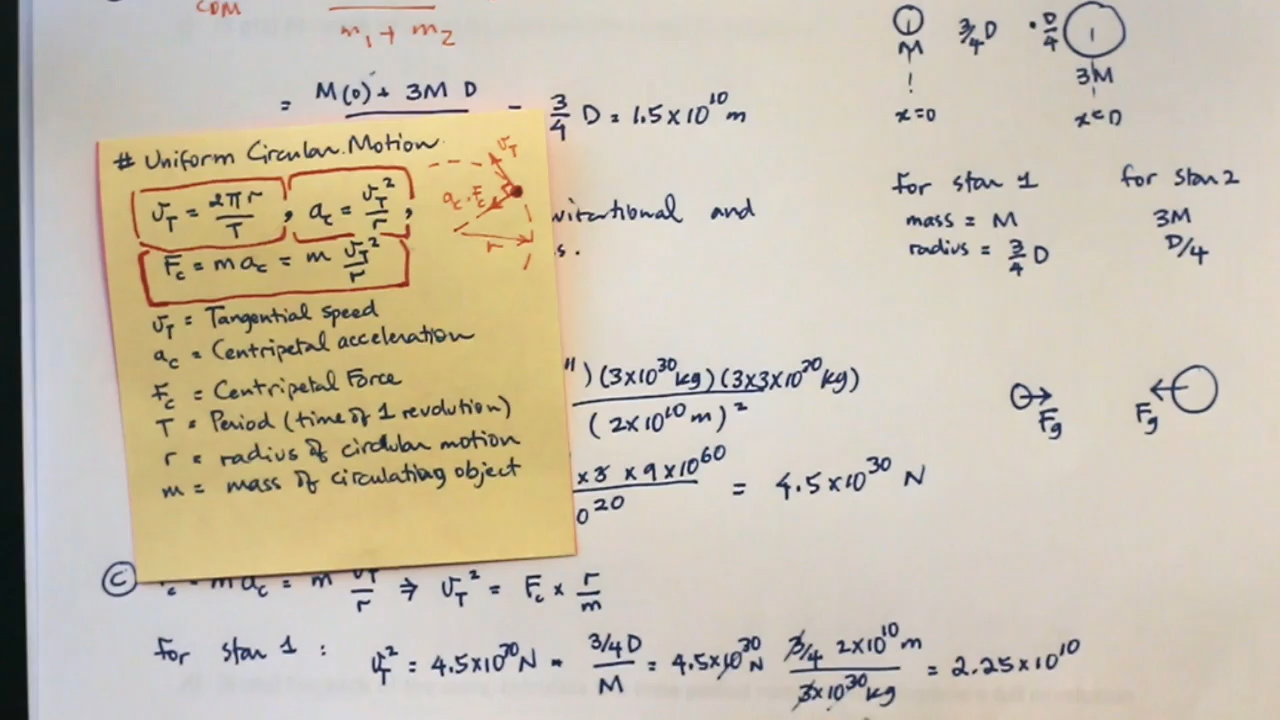 COM
m₁ + m₂
= M(0) + 3M D / = 3/4 D = 1.5×10¹⁰ m
1 M 3/4 D · D/4 1 3M
x=0 x=D
# Uniform Circular Motion
v_T = 2πr / T , a_c = v_T² / r ,
F_c = m a_c = m v_T² / r
v_T
a_c, F_c
r
v_T = Tangential speed
a_c = Centripetal acceleration
F_c = Centripetal Force
T = Period (time of 1 revolution)
r = radius of circular motion
m = mass of circulating object
and
s.
For star 1 For star 2
mass = M 3M
radius = 3/4 D D/4
¹¹)(3×10³⁰ kg)(3×3×10³⁰ kg)
(2×10¹⁰ m)²
F_g F_g
×3 × 9×10⁶⁰ / 0²⁰ = 4.5×10³⁰ N
C
c = m a_c = m v_T² / r ⇒ v_T² = F_c × r/m
For star 1 : v_T² = 4.5×10³⁰ N · 3/4 D / M = 4.5×10³⁰ N 3/4 2×10¹⁰ m / 3×10³⁰ kg = 2.25×10¹⁰